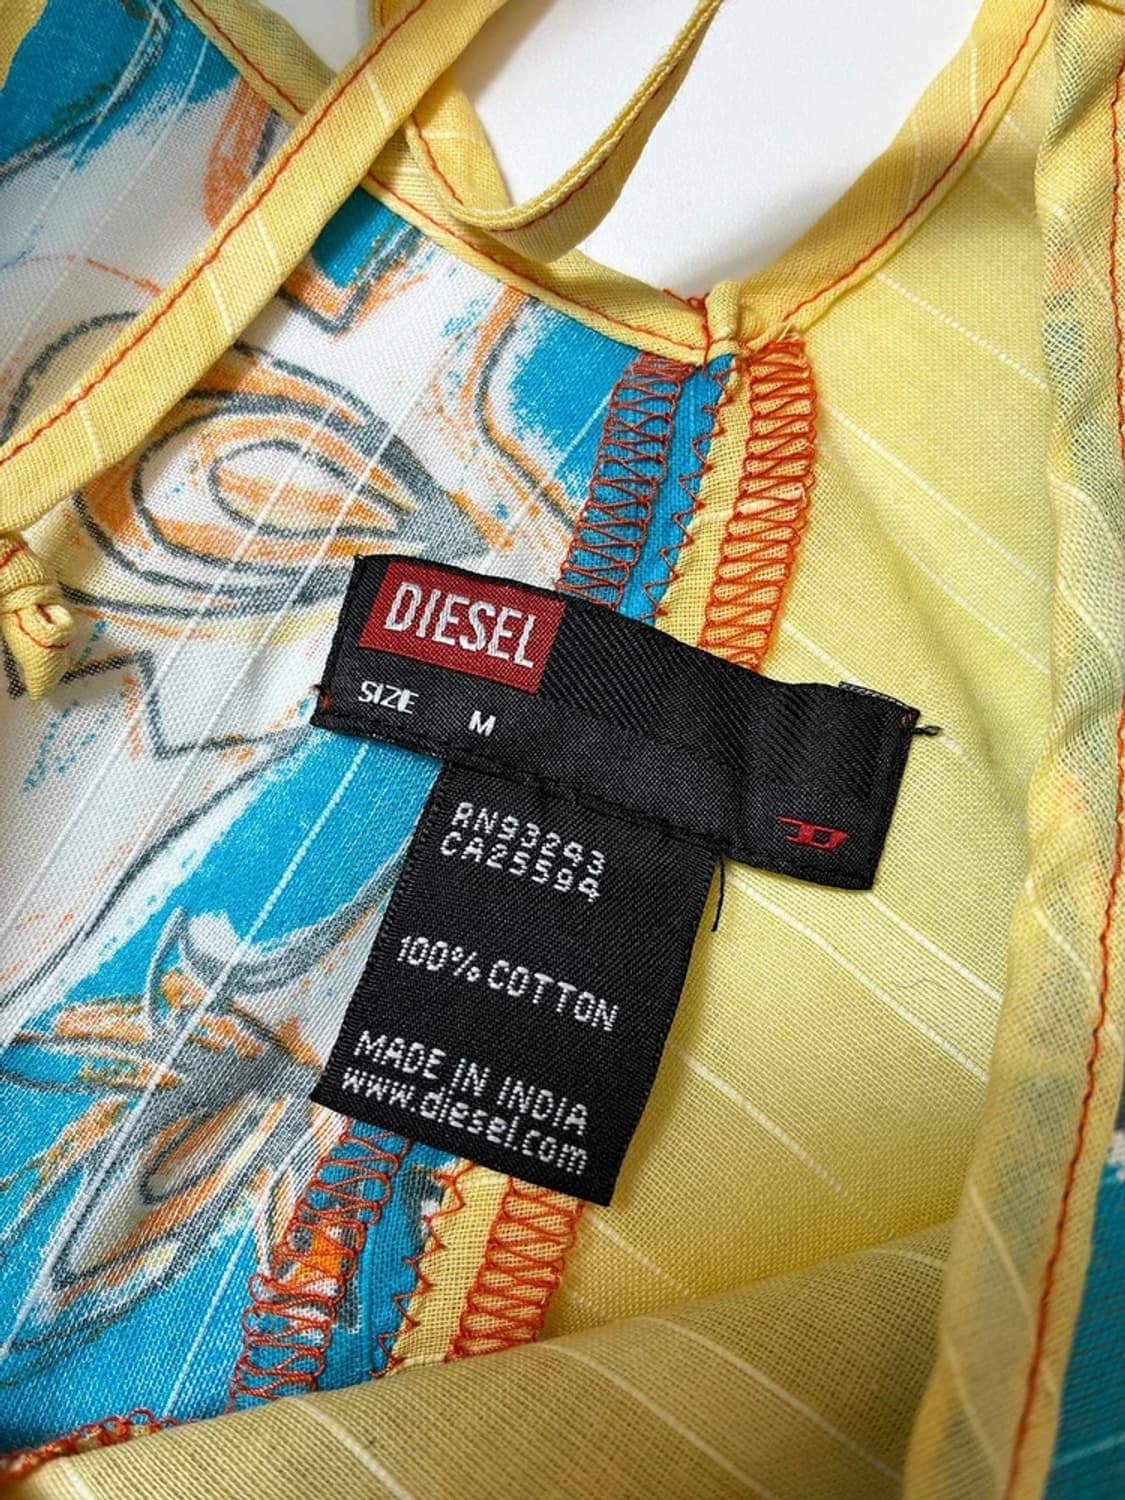 DIESEL
SIZE M
RN93293
CA25594
100% COTTON
MADE IN INDIA
www.diesel.com